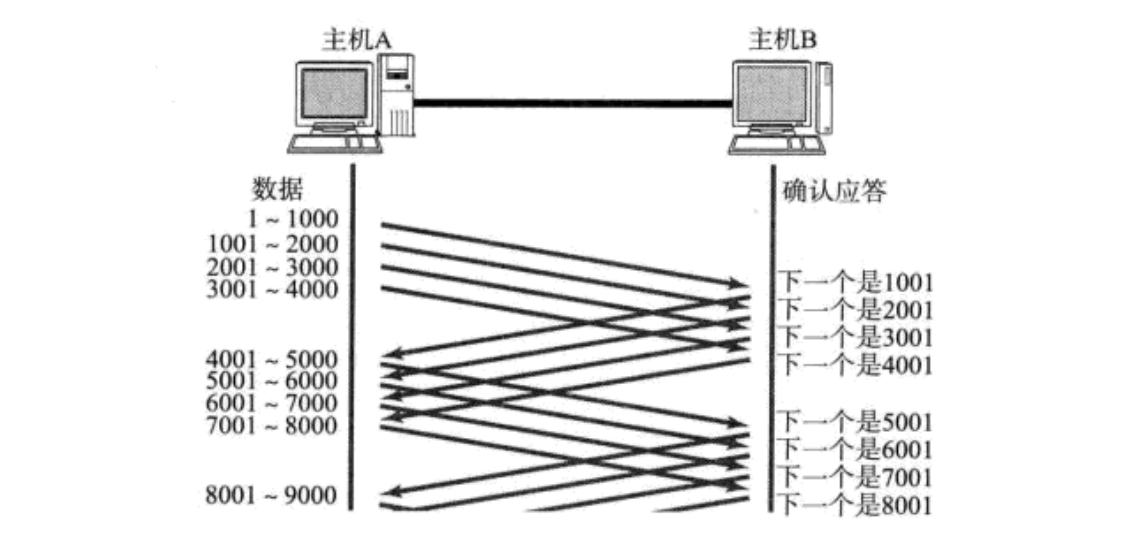 主机A
主机B
数据
确认应答
1 ~ 1000
1001 ~ 2000
2001 ~ 3000
3001 ~ 4000
下一个是1001
下一个是2001
下一个是3001
下一个是4001
4001 ~ 5000
5001 ~ 6000
6001 ~ 7000
7001 ~ 8000
下一个是5001
下一个是6001
下一个是7001
下一个是8001
8001 ~ 9000